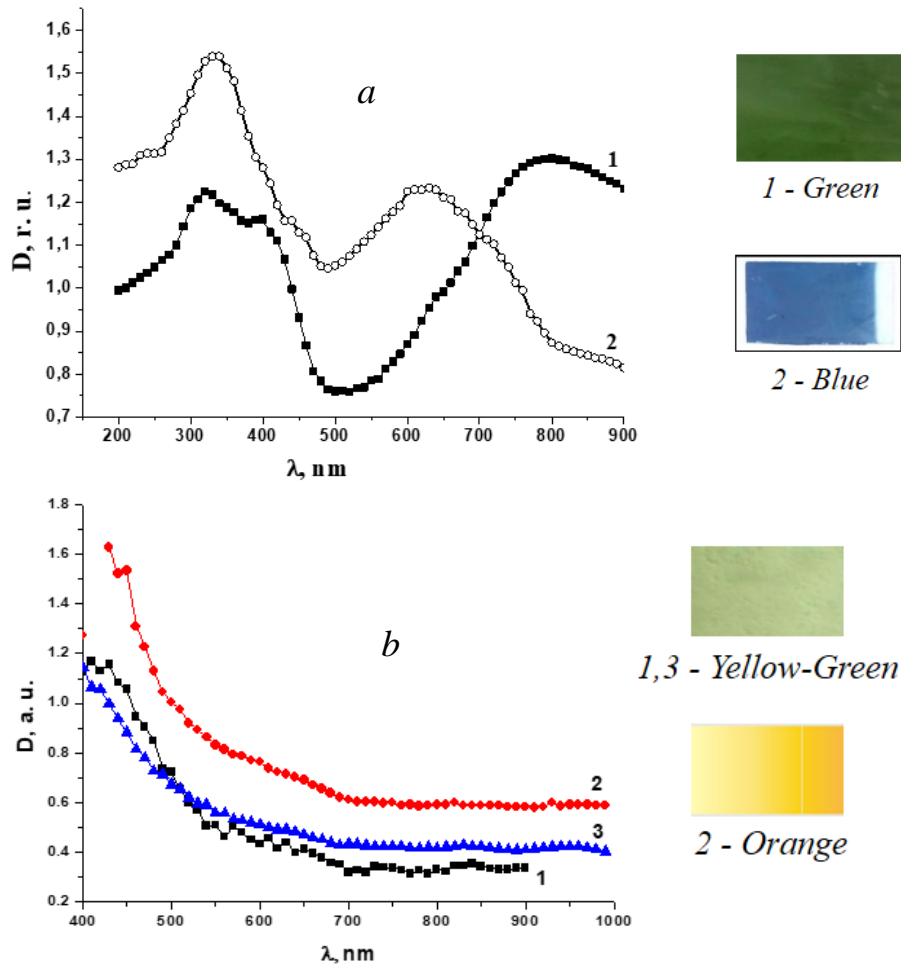 1,6
1,5
1,4
1,3
1,2
1,1
1,0
0,9
0,8
0,7
D, r. u.
a
1
2
200 300 400 500 600 700 800 900
λ, nm
1 - Green
2 - Blue
1.8
1.6
1.4
1.2
1.0
0.8
0.6
0.4
0.2
D, a. u.
b
2
3
1
400 500 600 700 800 900 1000
λ, nm
1,3 - Yellow-Green
2 - Orange